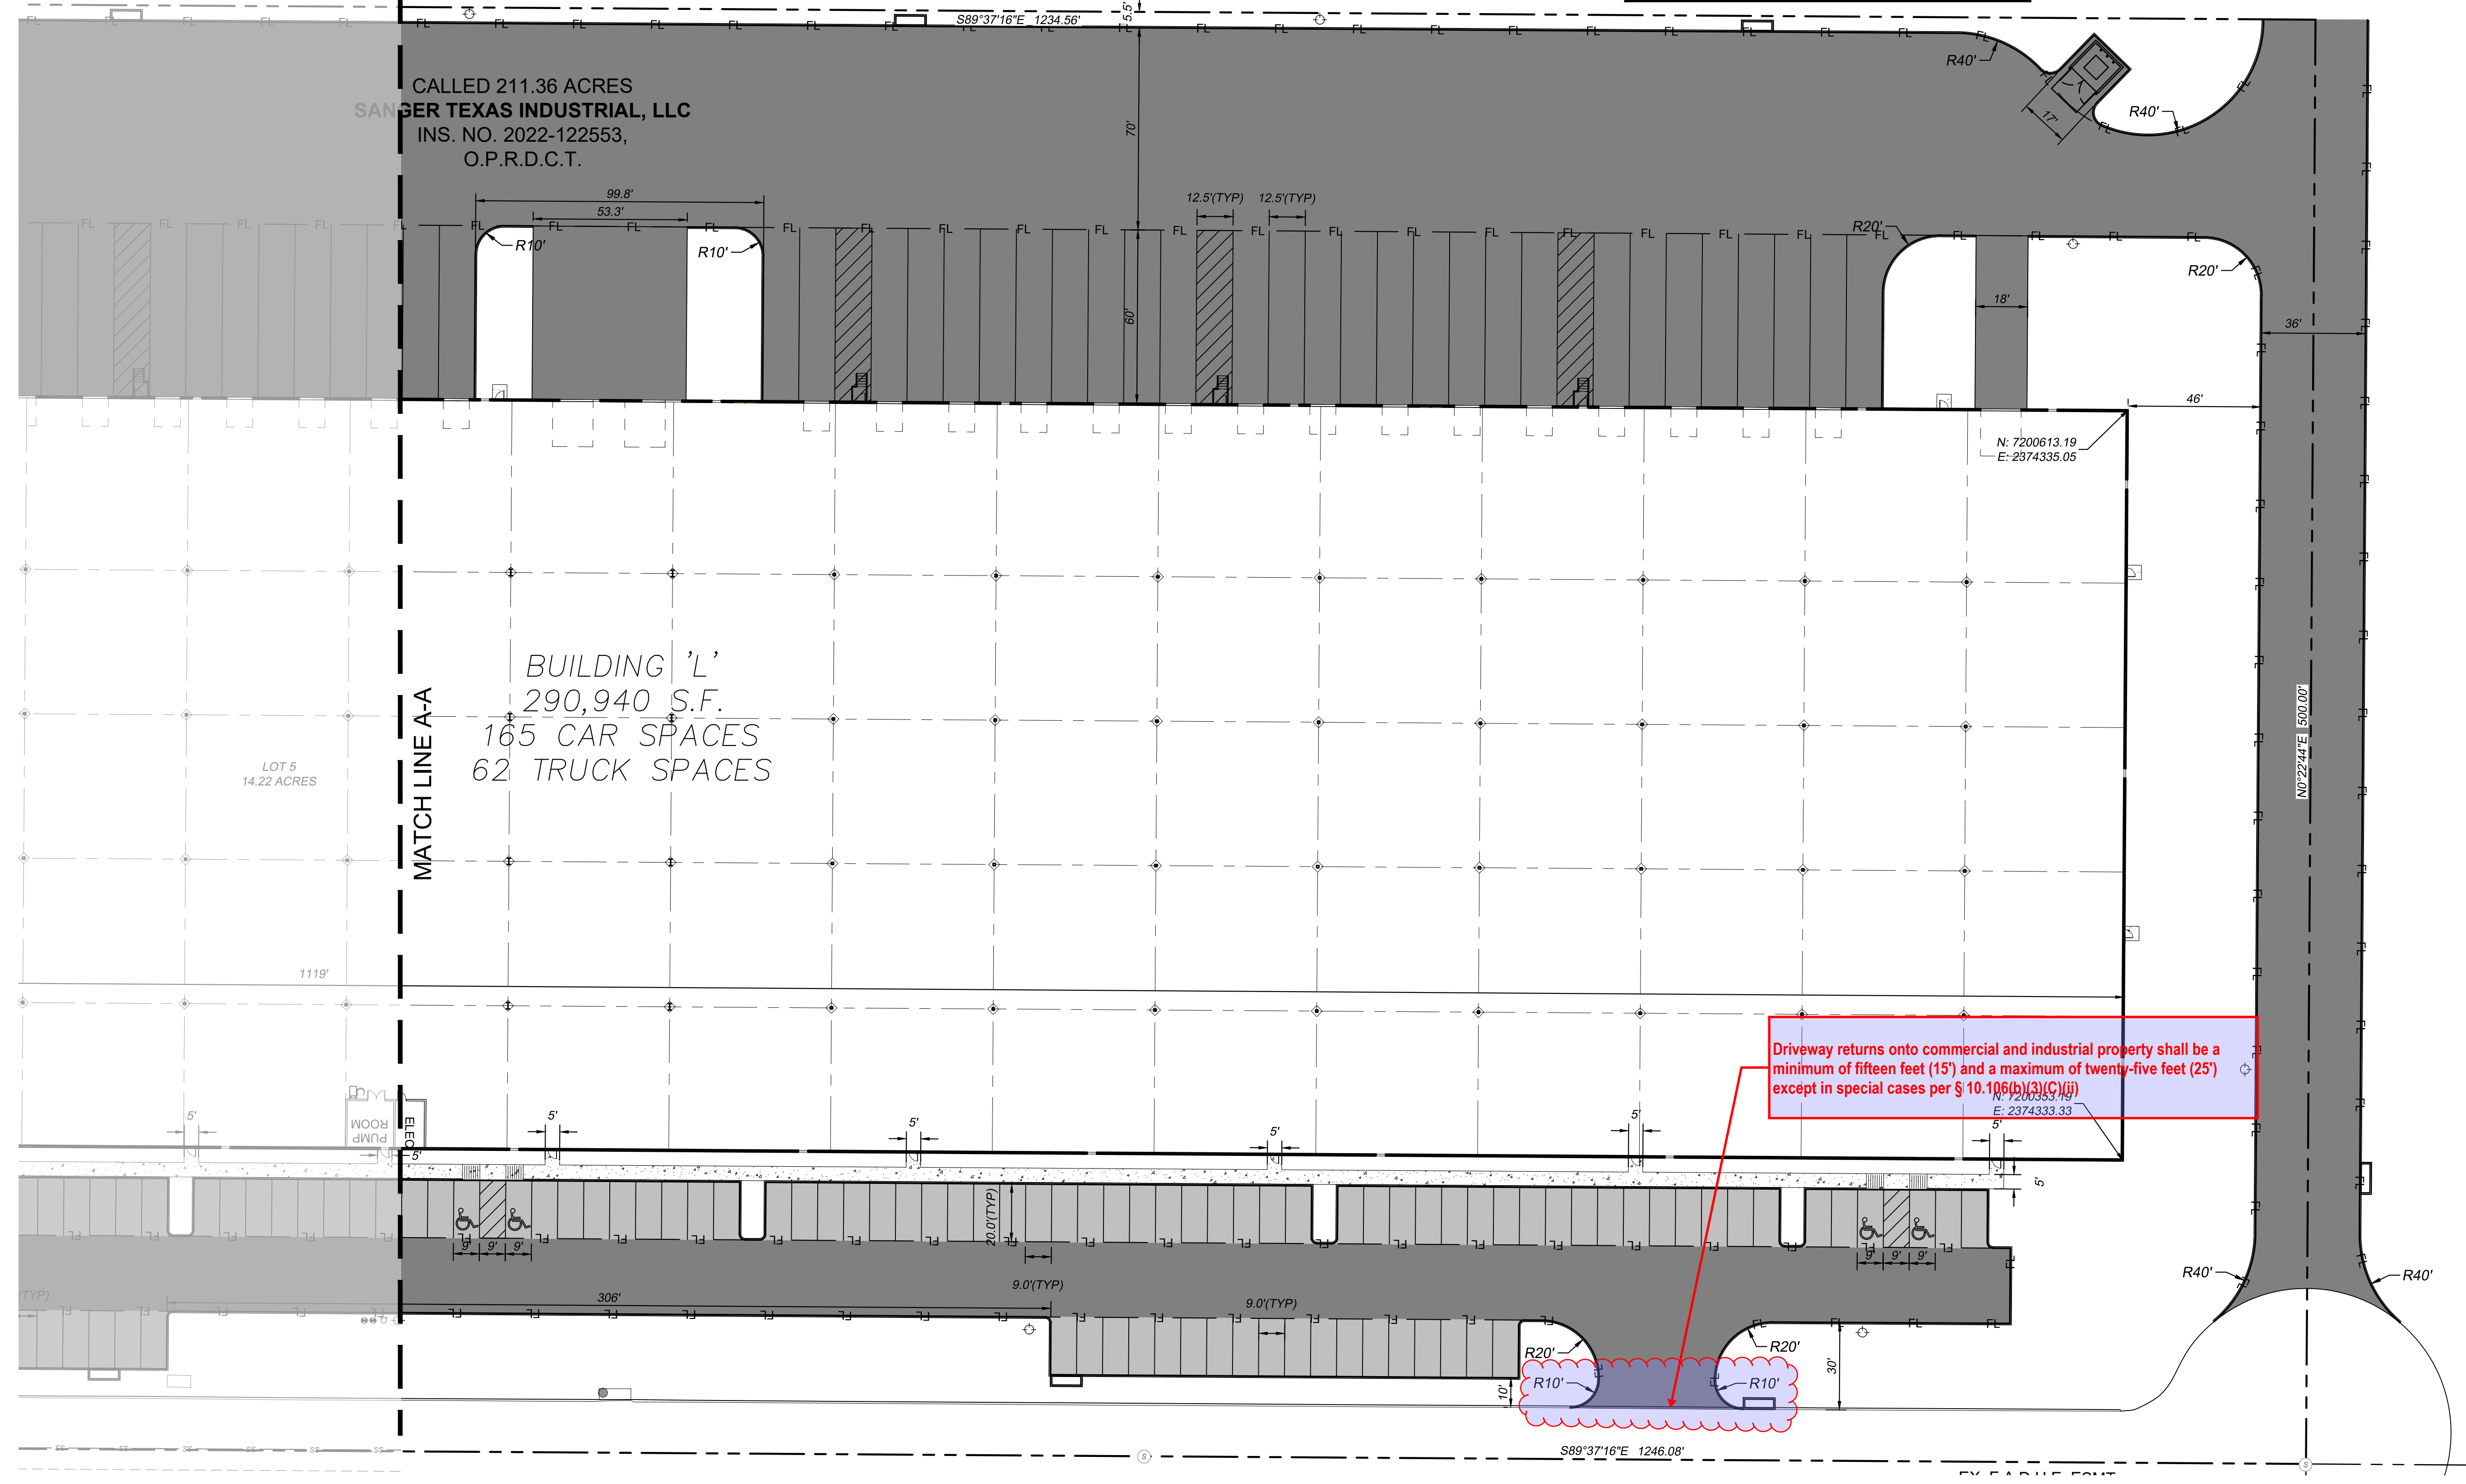 S89°37'16"E 1234.56'
5.5'
CALLED 211.36 ACRES
SANGER TEXAS INDUSTRIAL, LLC
INS. NO. 2022-122553,
O.P.R.D.C.T.
R40'
R40'
17'
70'
99.8'
53.3'
12.5'(TYP)
12.5'(TYP)
R10'
R10'
R20'
R20'
60'
18'
36'
46'
N: 7200613.19
E: 2374335.05
BUILDING 'L'
290,940 S.F.
165 CAR SPACES
62 TRUCK SPACES
MATCH LINE A-A
LOT 5
14.22 ACRES
N0°22'44"E 500.00'
1119'
Driveway returns onto commercial and industrial property shall be a
minimum of fifteen feet (15') and a maximum of twenty-five feet (25')
except in special cases per § 10.106(b)(3)(C)(ii)
N: 7200353.19
E: 2374333.33
PUMP
ROOM
ELEC
5'
5'
5'
5'
5'
5'
5'
5'
20.0'(TYP)
9'
9'
9'
9'
9'
9'
9.0'(TYP)
9.0'(TYP)
(TYP)
306'
R20'
R20'
R10'
R10'
10'
30'
R40'
R40'
S89°37'16"E 1246.08'
FL
SS
S
S